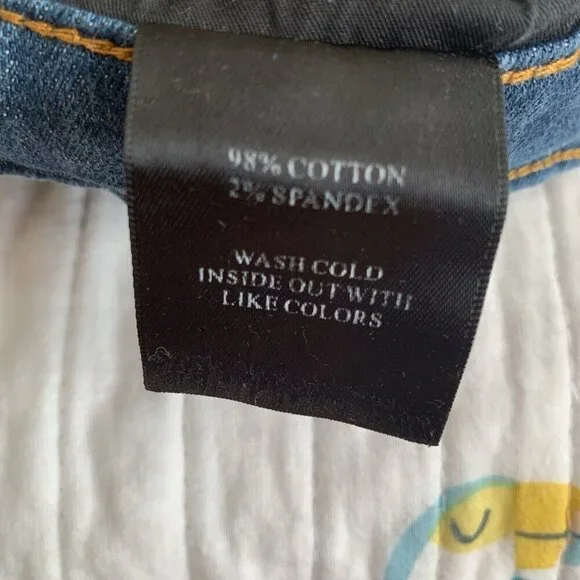 98% COTTON
2% SPANDEX
WASH COLD
INSIDE OUT WITH
LIKE COLORS